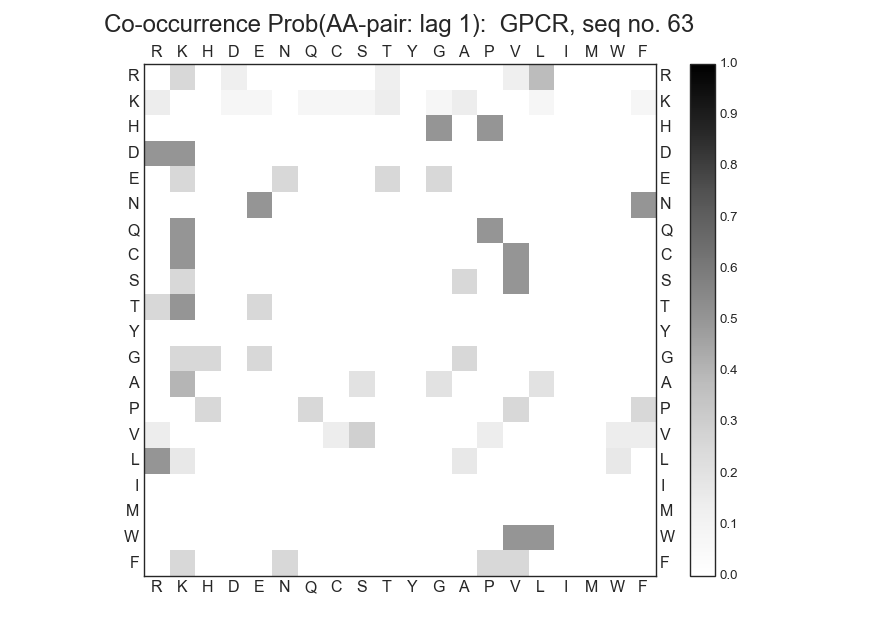 Co-occurrence Prob(AA-pair: lag 1):  GPCR, seq no. 63
R K H D E N Q C S T Y G A P V L I M W F
R R 1.0
K K 0.9
H H
D D 0.8
E E
N N 0.7
Q Q
C C 0.6
S S
T T 0.5
Y Y
G G 0.4
A A
P P 0.3
V V
L L 0.2
I I
M M 0.1
W W
F F 0.0
R K H D E N Q C S T Y G A P V L I M W F